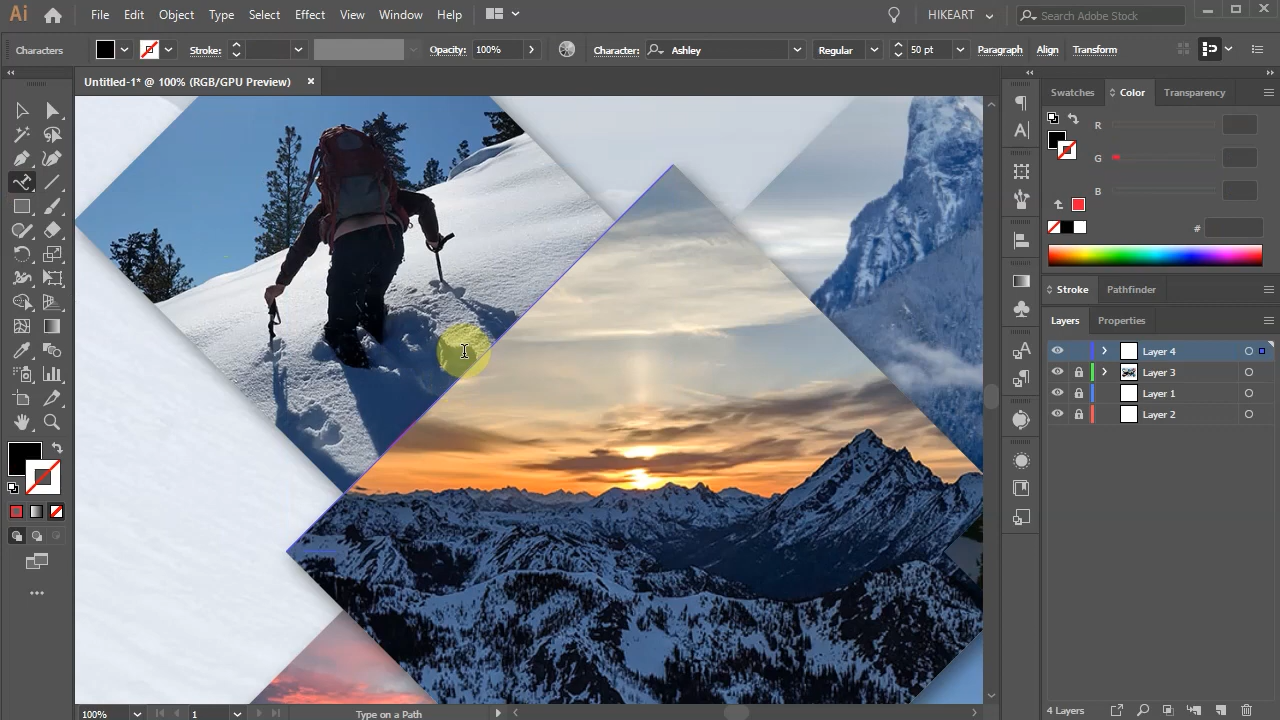 Ai File Edit Object Type Select Effect View Window Help HIKEART Search Adobe Stock
Characters Stroke: Opacity: 100% Character: Ashley Regular 50 pt Paragraph Align Transform
Untitled-1* @ 100% (RGB/GPU Preview)
Swatches Color Transparency
R
G
B
#
Stroke Pathfinder
Layers Properties
Layer 4
Layer 3
Layer 1
Layer 2
100% 1 Type on a Path 4 Layers